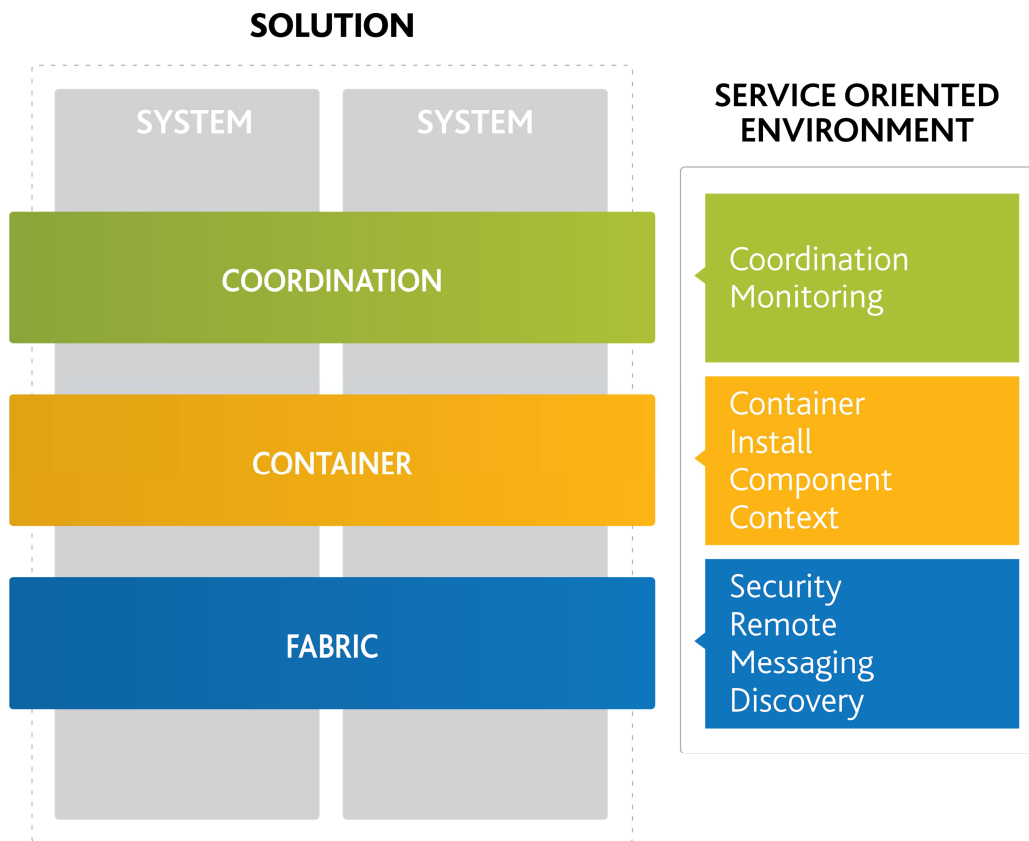 SOLUTION
SYSTEM
SYSTEM
COORDINATION
CONTAINER
FABRIC
SERVICE ORIENTED
ENVIRONMENT
Coordination
Monitoring
Container
Install
Component
Context
Security
Remote
Messaging
Discovery